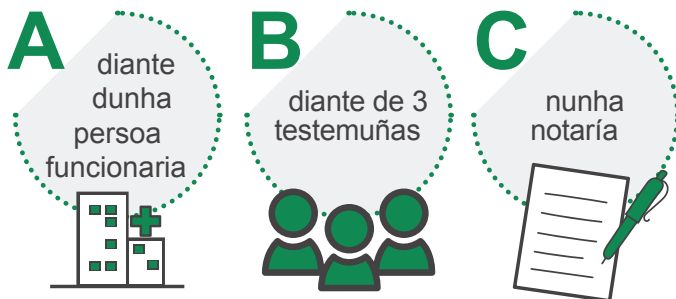 A
diante
dunha
persoa
funcionaria
B
diante de 3
testemuñas
C
nunha
notaría